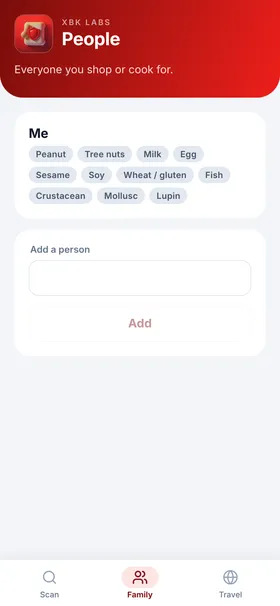 XBK LABS
People
Everyone you shop or cook for.
Me
Peanut Tree nuts Milk Egg
Sesame Soy Wheat / gluten Fish
Crustacean Mollusc Lupin
Add a person
Add
Scan Family Travel